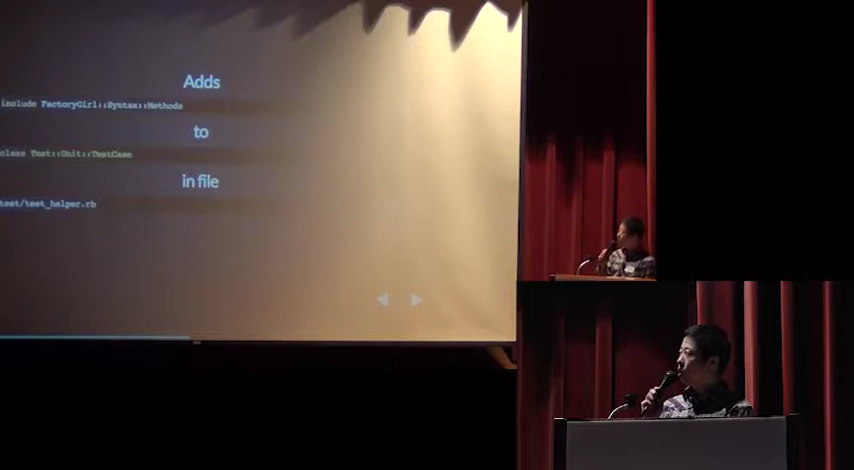 Adds
include FactoryGirl::Syntax::Methods
to
class Test::Unit::TestCase
in file
test/test_helper.rb